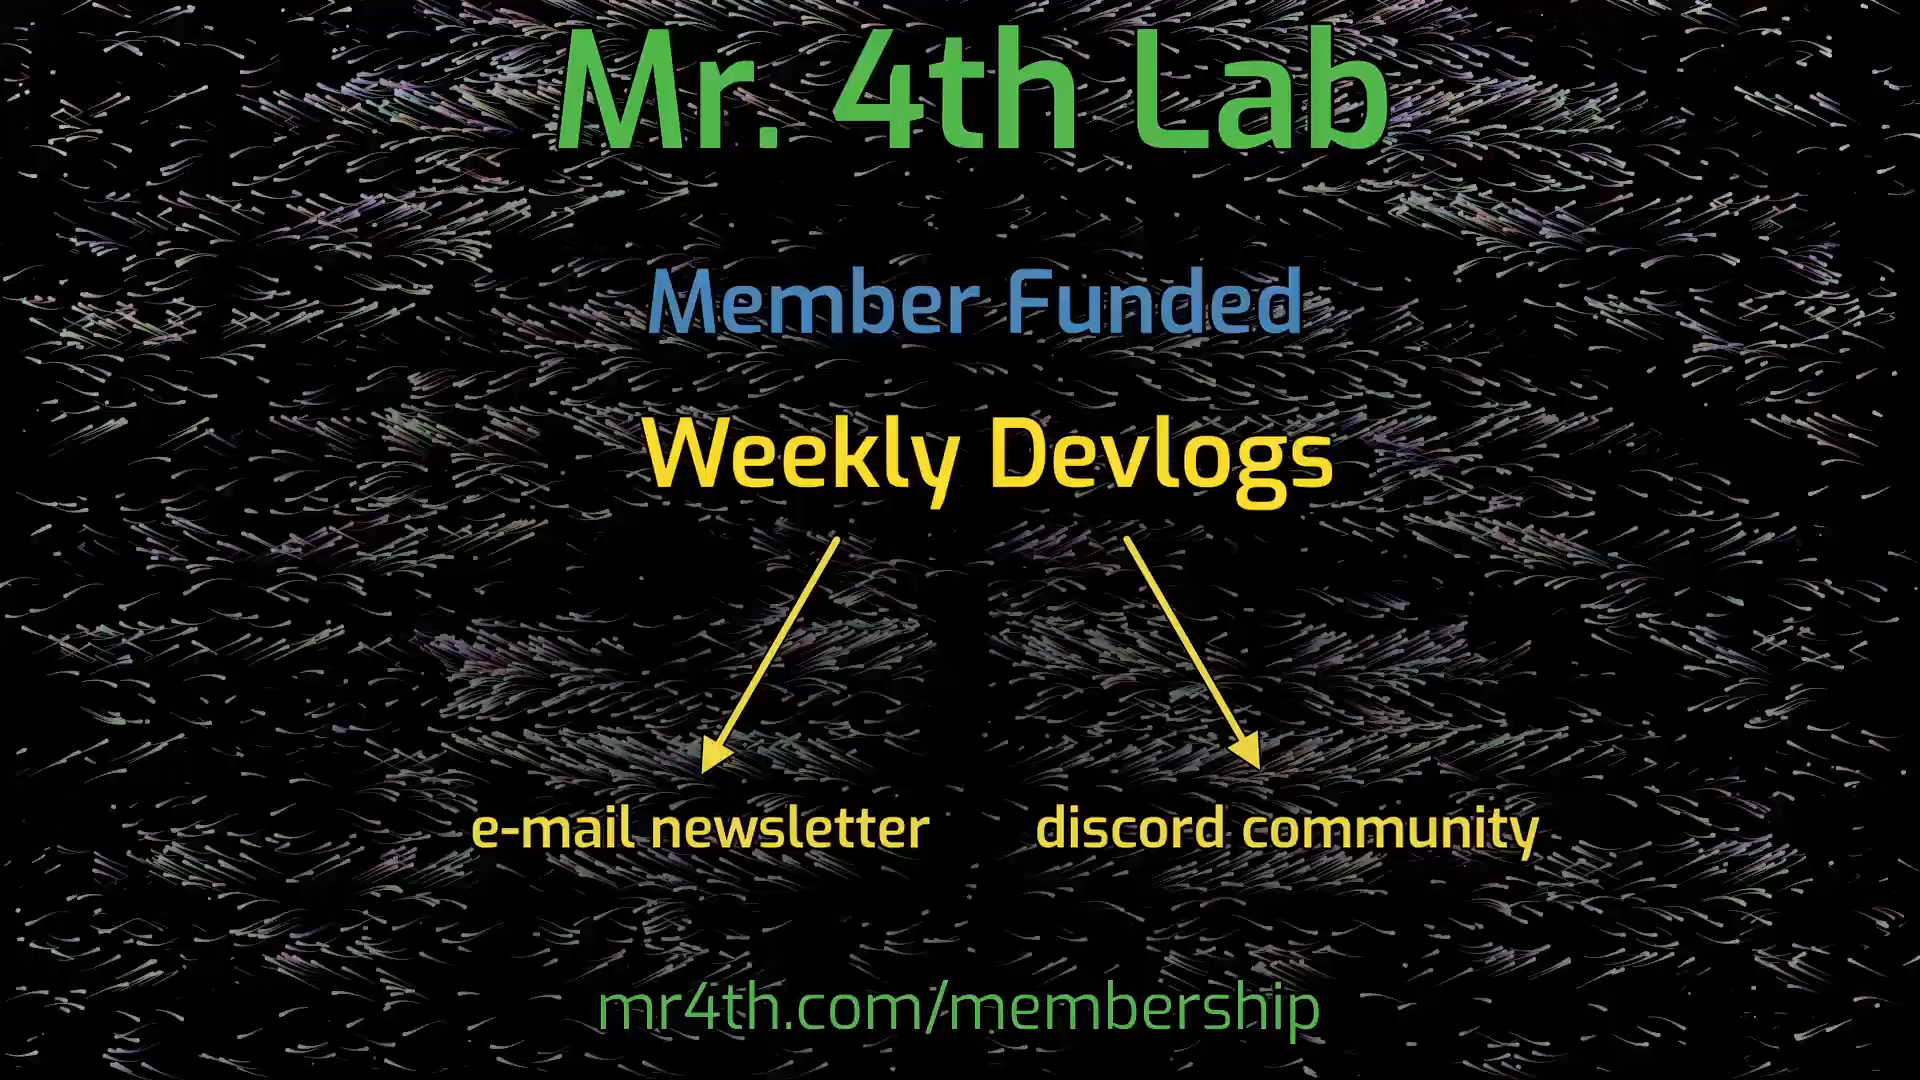 Mr. 4th Lab
Member Funded
Weekly Devlogs
e-mail newsletter
discord community
mr4th.com/membership